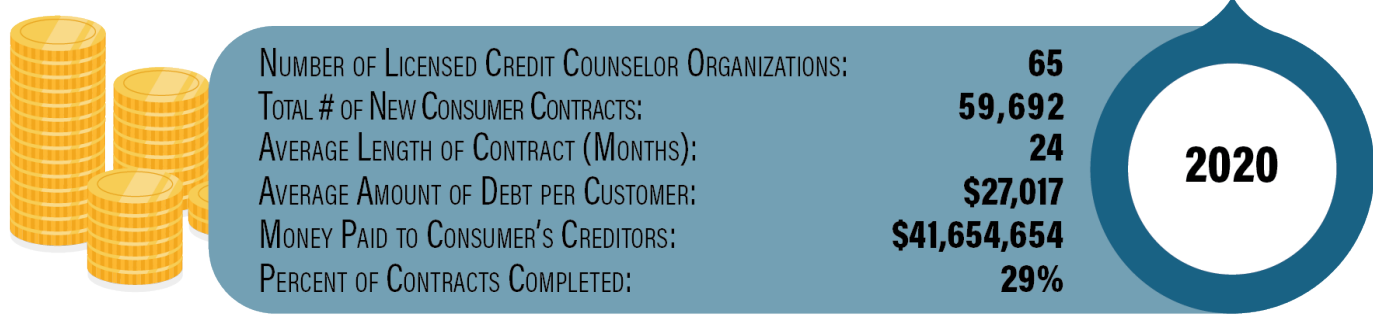 Number of Licensed Credit Counselor Organizations: 65
Total # of New Consumer Contracts: 59,692
Average Length of Contract (Months): 24
Average Amount of Debt per Customer: $27,017
Money Paid to Consumer's Creditors: $41,654,654
Percent of Contracts Completed: 29%
2020